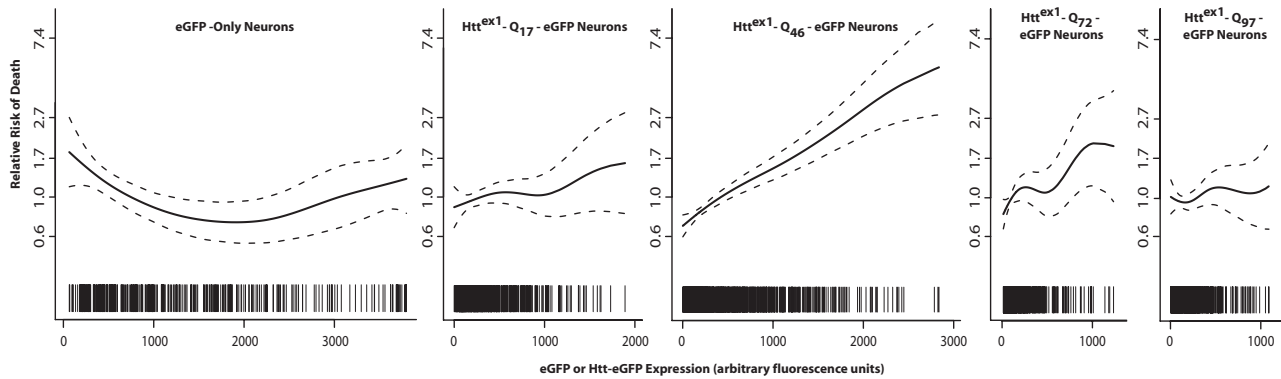 eGFP -Only Neurons
Htt^ex1- Q17 - eGFP Neurons
Htt^ex1- Q46 - eGFP Neurons
Htt^ex1- Q72 -
eGFP Neurons
Htt^ex1- Q97 -
eGFP Neurons
Relative Risk of Death
7.4
2.7
1.7
1.0
0.6
7.4
2.7
1.7
1.0
0.6
7.4
2.7
1.7
1.0
0.6
7.4
2.7
1.7
1.0
0.6
7.4
2.7
1.7
1.0
0.6
0 1000 2000 3000
0 1000 2000
0 1000 2000 3000
0 1000
0 1000
eGFP or Htt-eGFP Expression (arbitrary fluorescence units)